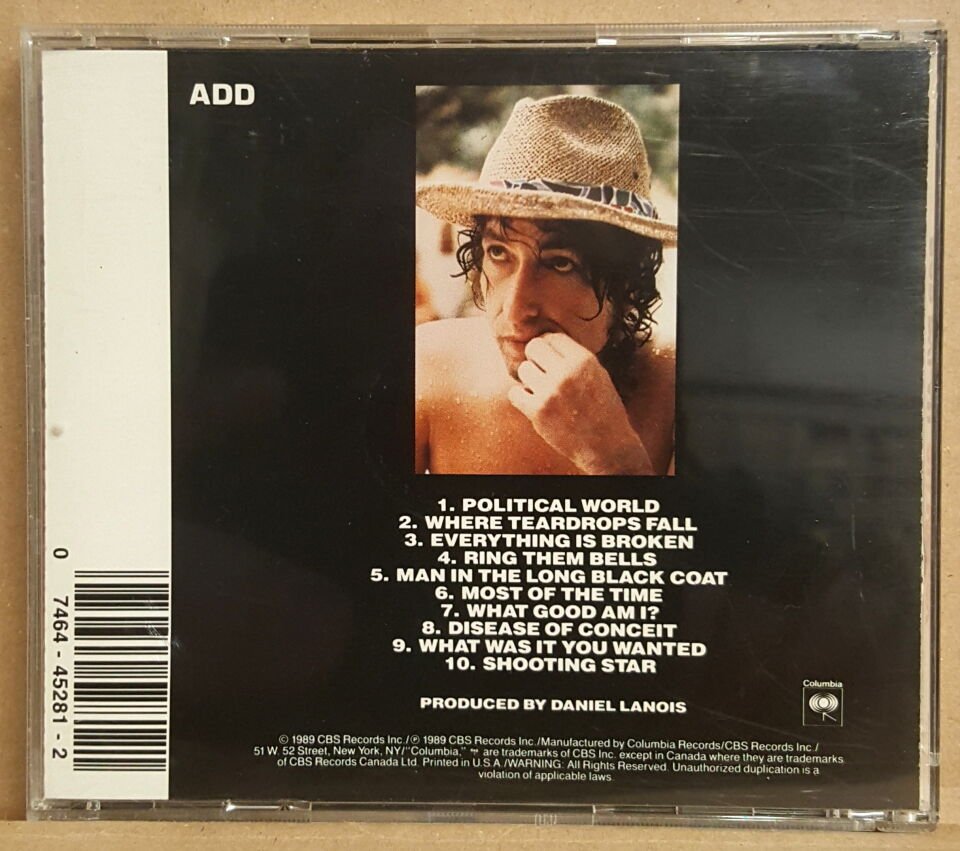 ADD
1. POLITICAL WORLD
2. WHERE TEARDROPS FALL
3. EVERYTHING IS BROKEN
4. RING THEM BELLS
5. MAN IN THE LONG BLACK COAT
6. MOST OF THE TIME
7. WHAT GOOD AM I?
8. DISEASE OF CONCEIT
9. WHAT WAS IT YOU WANTED
10. SHOOTING STAR
PRODUCED BY DANIEL LANOIS
Columbia
© 1989 CBS Records Inc./℗ 1989 CBS Records Inc./Manufactured by Columbia Records/CBS Records Inc./
51 W. 52 Street, New York, NY/"Columbia," are trademarks of CBS Inc. except in Canada where they are trademarks
of CBS Records Canada Ltd. Printed in U.S.A./WARNING: All Rights Reserved. Unauthorized duplication is a
violation of applicable laws.
0 7464-45281-2